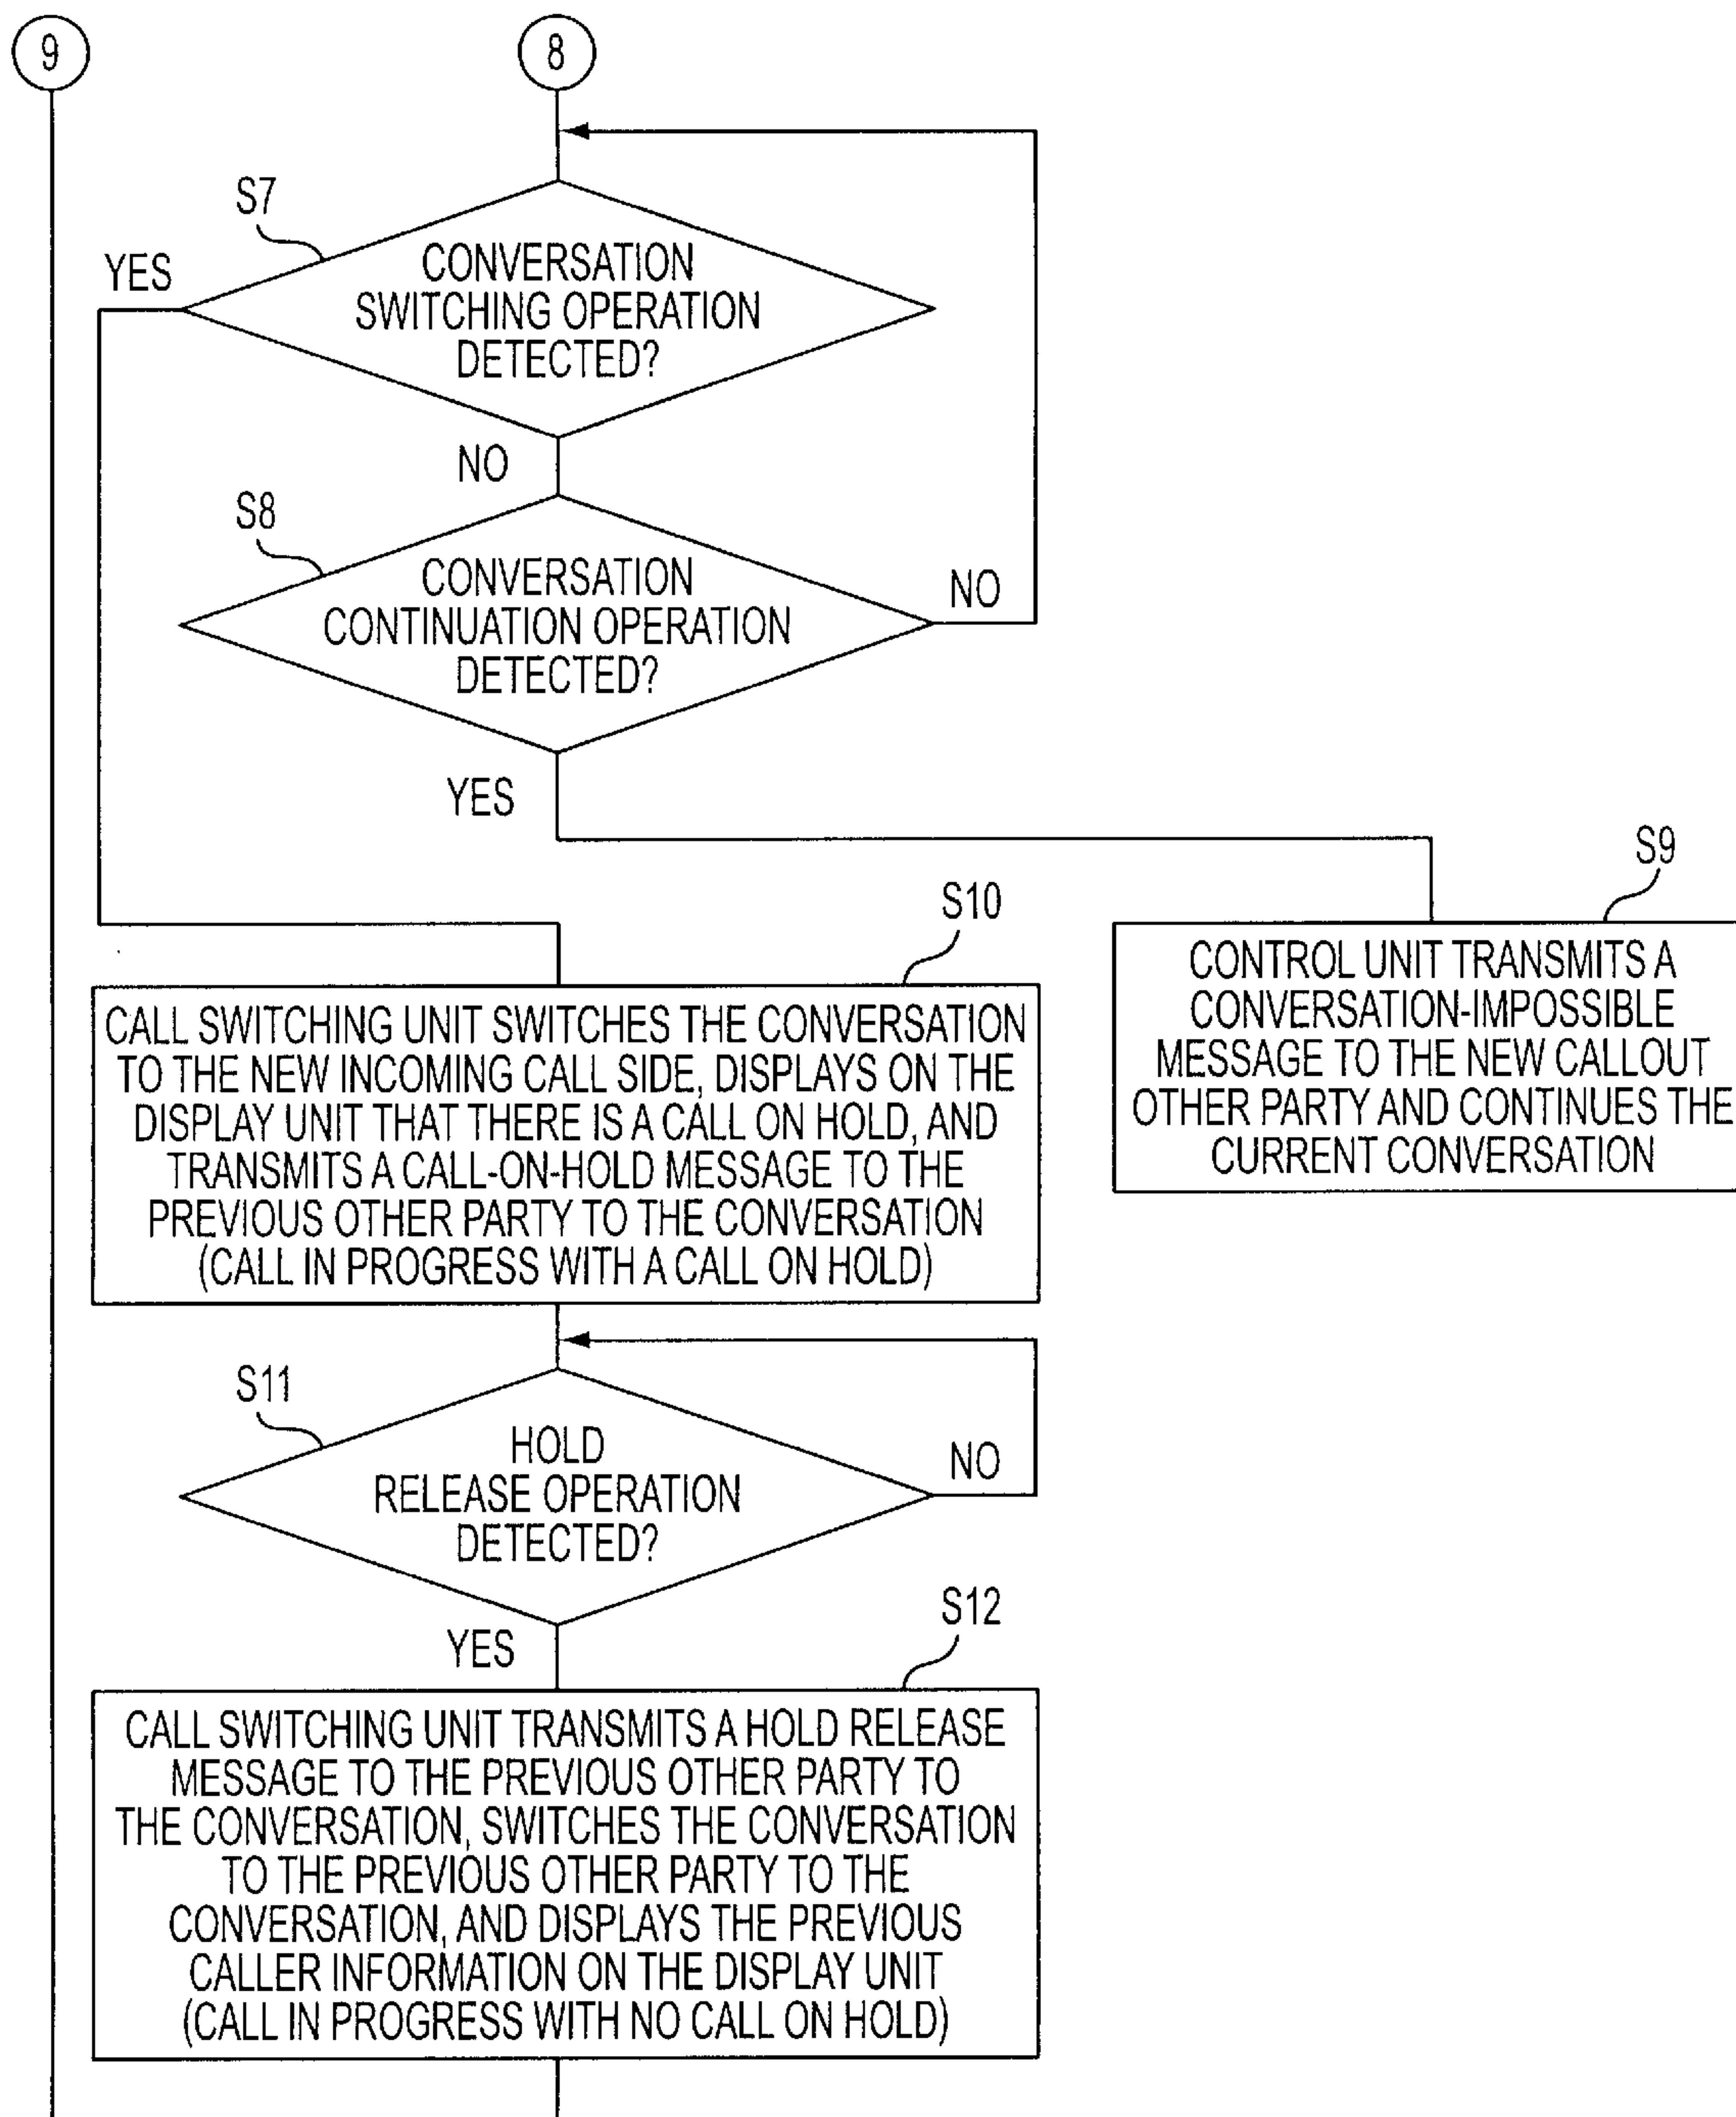 9
8
S7
YES
CONVERSATION
SWITCHING OPERATION
DETECTED?
NO
S8
CONVERSATION
CONTINUATION OPERATION
DETECTED?
NO
YES
S9
CONTROL UNIT TRANSMITS A
CONVERSATION-IMPOSSIBLE
MESSAGE TO THE NEW CALLOUT
OTHER PARTY AND CONTINUES THE
CURRENT CONVERSATION
S10
CALL SWITCHING UNIT SWITCHES THE CONVERSATION
TO THE NEW INCOMING CALL SIDE, DISPLAYS ON THE
DISPLAY UNIT THAT THERE IS A CALL ON HOLD, AND
TRANSMITS A CALL-ON-HOLD MESSAGE TO THE
PREVIOUS OTHER PARTY TO THE CONVERSATION
(CALL IN PROGRESS WITH A CALL ON HOLD)
S11
HOLD
RELEASE OPERATION
DETECTED?
NO
YES
S12
CALL SWITCHING UNIT TRANSMITS A HOLD RELEASE
MESSAGE TO THE PREVIOUS OTHER PARTY TO
THE CONVERSATION, SWITCHES THE CONVERSATION
TO THE PREVIOUS OTHER PARTY TO THE
CONVERSATION, AND DISPLAYS THE PREVIOUS
CALLER INFORMATION ON THE DISPLAY UNIT
(CALL IN PROGRESS WITH NO CALL ON HOLD)